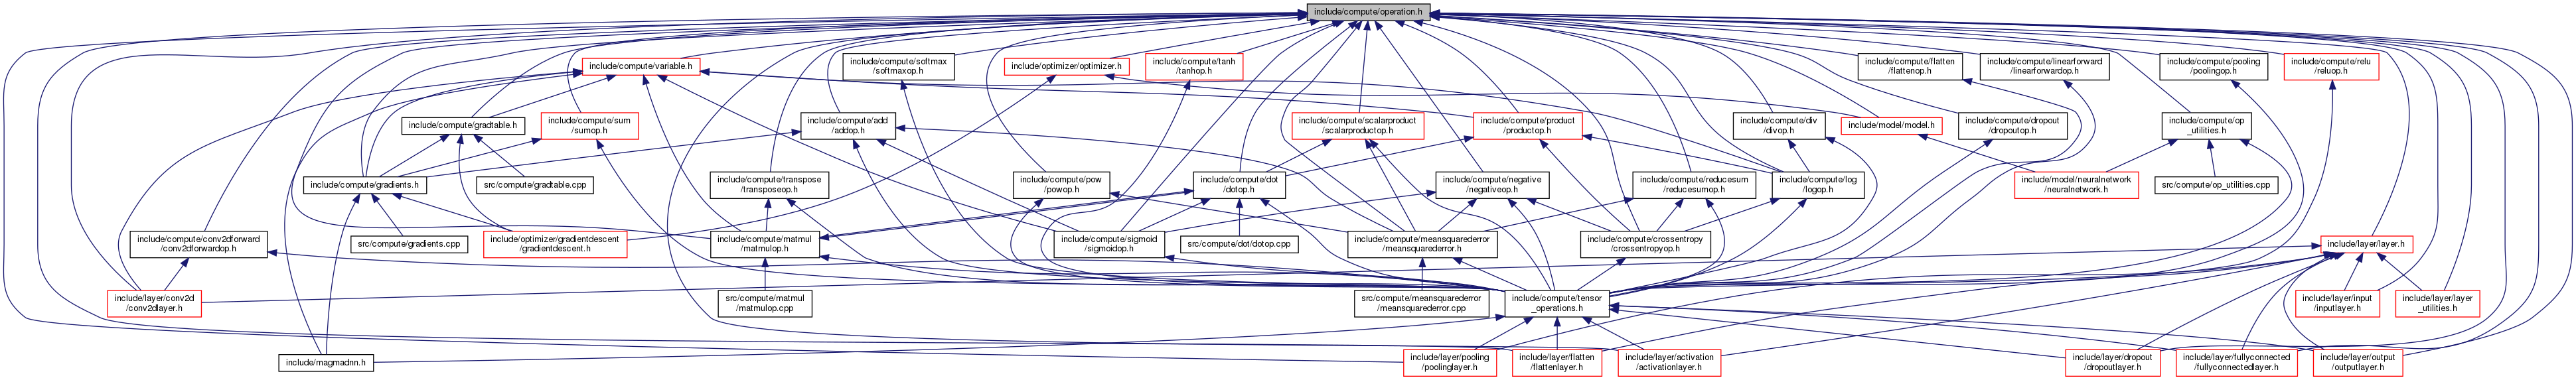 include/compute/operation.h
include/compute/variable.h
include/compute/softmax
/softmaxop.h
include/optimizer/optimizer.h
include/compute/tanh
/tanhop.h
include/compute/flatten
/flattenop.h
include/compute/linearforward
/linearforwardop.h
include/compute/pooling
/poolingop.h
include/compute/relu
/reluop.h
include/compute/gradtable.h
include/compute/sum
/sumop.h
include/compute/add
/addop.h
include/compute/scalarproduct
/scalarproductop.h
include/compute/product
/productop.h
include/compute/div
/divop.h
include/model/model.h
include/compute/dropout
/dropoutop.h
include/compute/op
_utilities.h
include/compute/gradients.h
src/compute/gradtable.cpp
include/compute/transpose
/transposeop.h
include/compute/pow
/powop.h
include/compute/dot
/dotop.h
include/compute/negative
/negativeop.h
include/compute/reducesum
/reducesumop.h
include/compute/log
/logop.h
include/model/neuralnetwork
/neuralnetwork.h
src/compute/op_utilities.cpp
include/compute/conv2dforward
/conv2dforwardop.h
src/compute/gradients.cpp
include/optimizer/gradientdescent
/gradientdescent.h
include/compute/matmul
/matmulop.h
include/compute/sigmoid
/sigmoidop.h
src/compute/dot/dotop.cpp
include/compute/meansquarederror
/meansquarederror.h
include/compute/crossentropy
/crossentropyop.h
include/layer/layer.h
include/layer/conv2d
/conv2dlayer.h
src/compute/matmul
/matmulop.cpp
src/compute/meansquarederror
/meansquarederror.cpp
include/compute/tensor
_operations.h
include/layer/input
/inputlayer.h
include/layer/layer
_utilities.h
include/magmadnn.h
include/layer/pooling
/poolinglayer.h
include/layer/flatten
/flattenlayer.h
include/layer/activation
/activationlayer.h
include/layer/dropout
/dropoutlayer.h
include/layer/fullyconnected
/fullyconnectedlayer.h
include/layer/output
/outputlayer.h